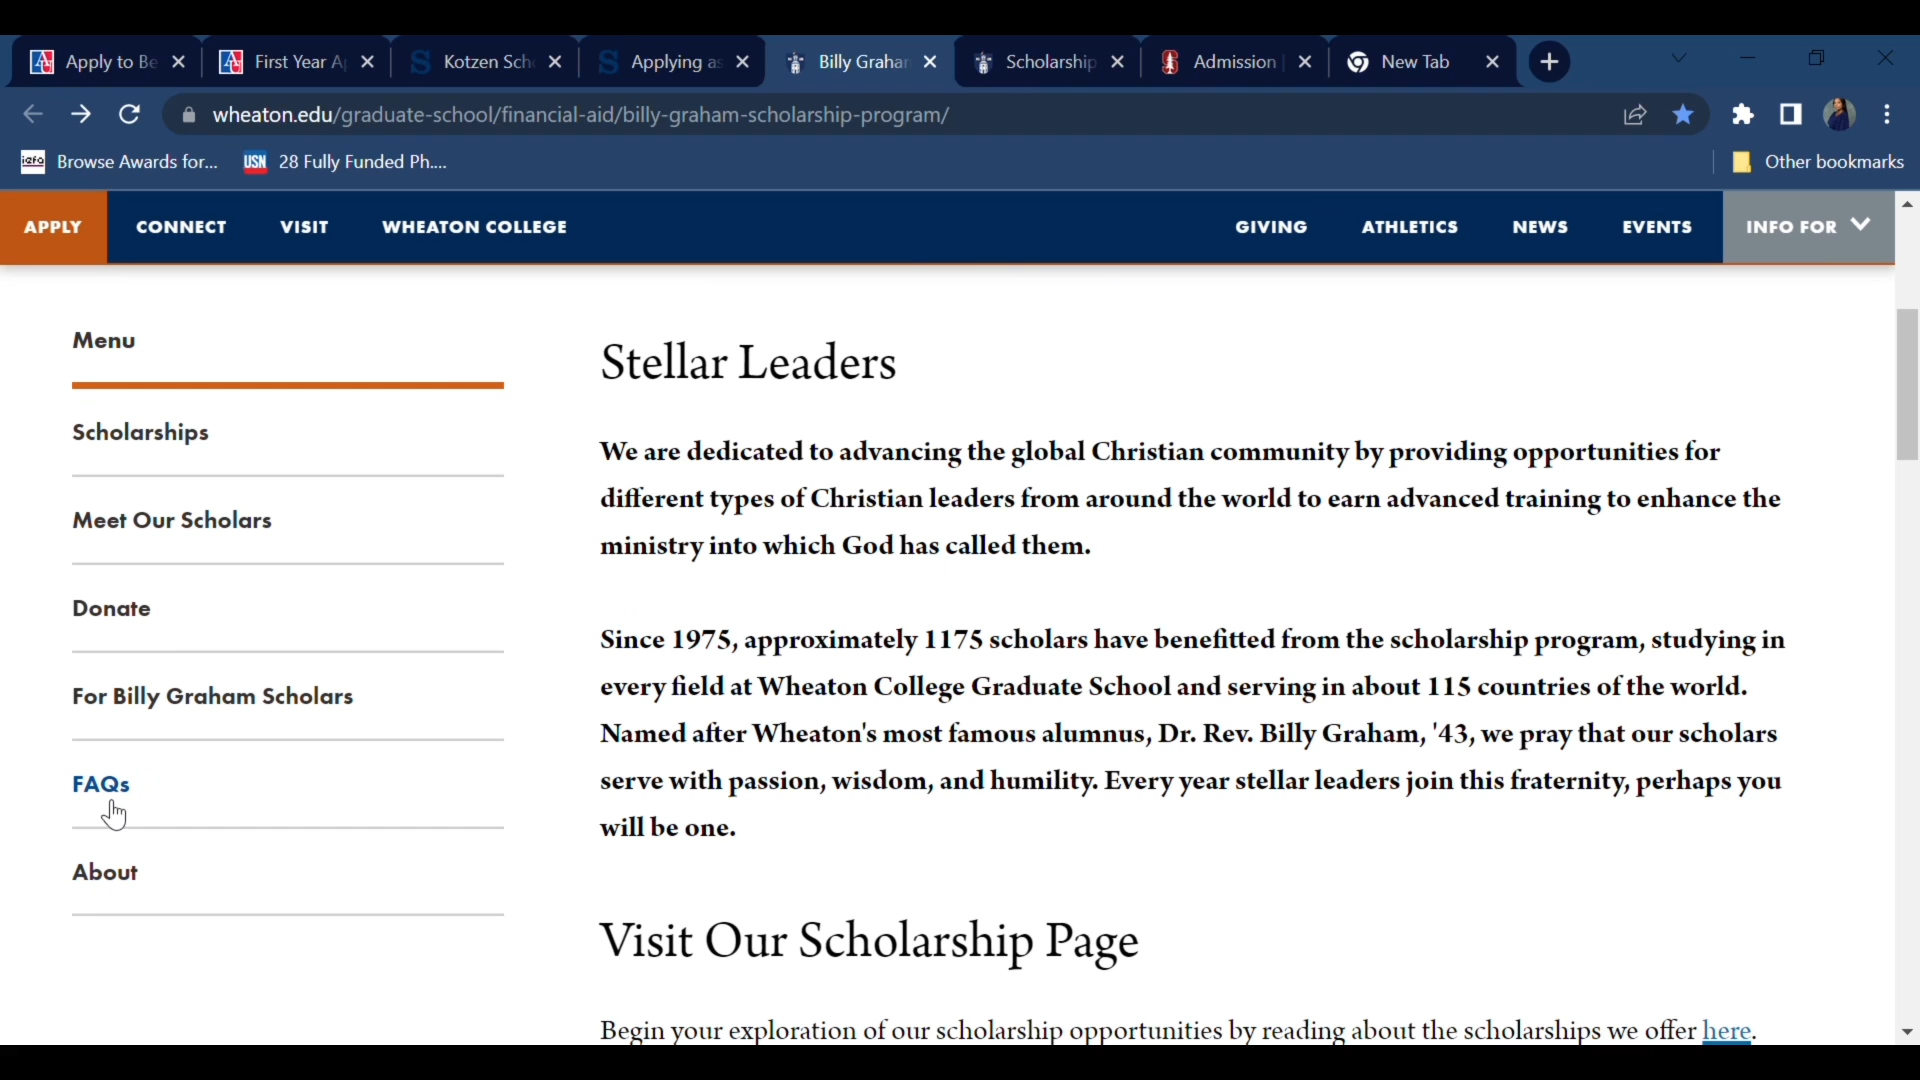 Apply to Be
First Year A
Kotzen Sch
Applying as
Billy Graham
Scholarship
Admission
New Tab
wheaton.edu/graduate-school/financial-aid/billy-graham-scholarship-program/
iefa Browse Awards for...
USN 28 Fully Funded Ph....
Other bookmarks
APPLY
CONNECT
VISIT
WHEATON COLLEGE
GIVING
ATHLETICS
NEWS
EVENTS
INFO FOR
Menu
Scholarships
Meet Our Scholars
Donate
For Billy Graham Scholars
FAQs
About
Stellar Leaders
We are dedicated to advancing the global Christian community by providing opportunities for
different types of Christian leaders from around the world to earn advanced training to enhance the
ministry into which God has called them.
Since 1975, approximately 1175 scholars have benefitted from the scholarship program, studying in
every field at Wheaton College Graduate School and serving in about 115 countries of the world.
Named after Wheaton's most famous alumnus, Dr. Rev. Billy Graham, '43, we pray that our scholars
serve with passion, wisdom, and humility. Every year stellar leaders join this fraternity, perhaps you
will be one.
Visit Our Scholarship Page
Begin your exploration of our scholarship opportunities by reading about the scholarships we offer here.